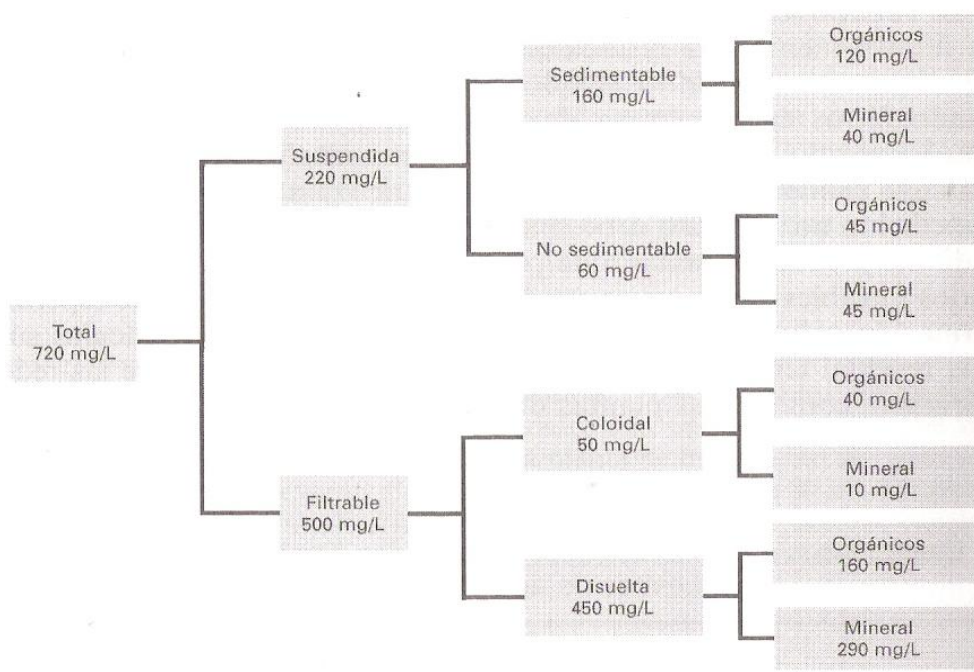 Total
720 mg/L
Suspendida
220 mg/L
Filtrable
500 mg/L
Sedimentable
160 mg/L
No sedimentable
60 mg/L
Coloidal
50 mg/L
Disuelta
450 mg/L
Orgánicos
120 mg/L
Mineral
40 mg/L
Orgánicos
45 mg/L
Mineral
45 mg/L
Orgánicos
40 mg/L
Mineral
10 mg/L
Orgánicos
160 mg/L
Mineral
290 mg/L